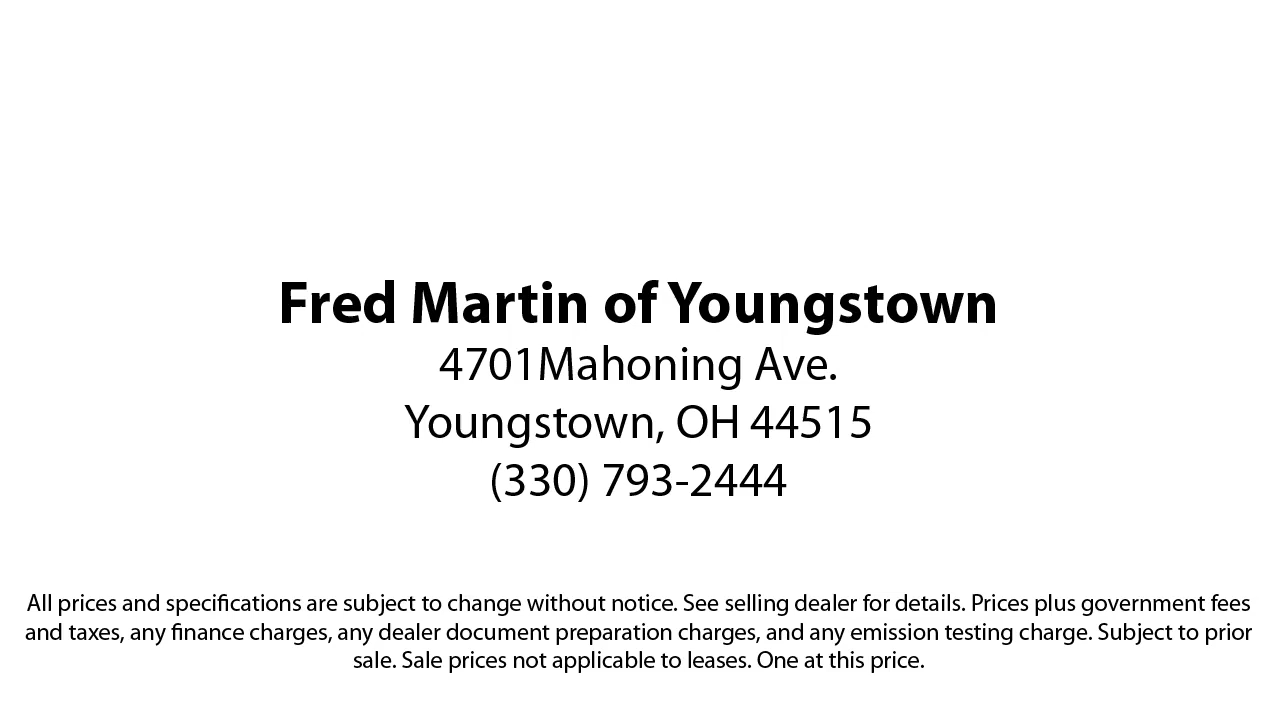 Fred Martin of Youngstown
4701Mahoning Ave.
Youngstown, OH 44515
(330) 793-2444
All prices and specifications are subject to change without notice. See selling dealer for details. Prices plus government fees
and taxes, any finance charges, any dealer document preparation charges, and any emission testing charge. Subject to prior
sale. Sale prices not applicable to leases. One at this price.